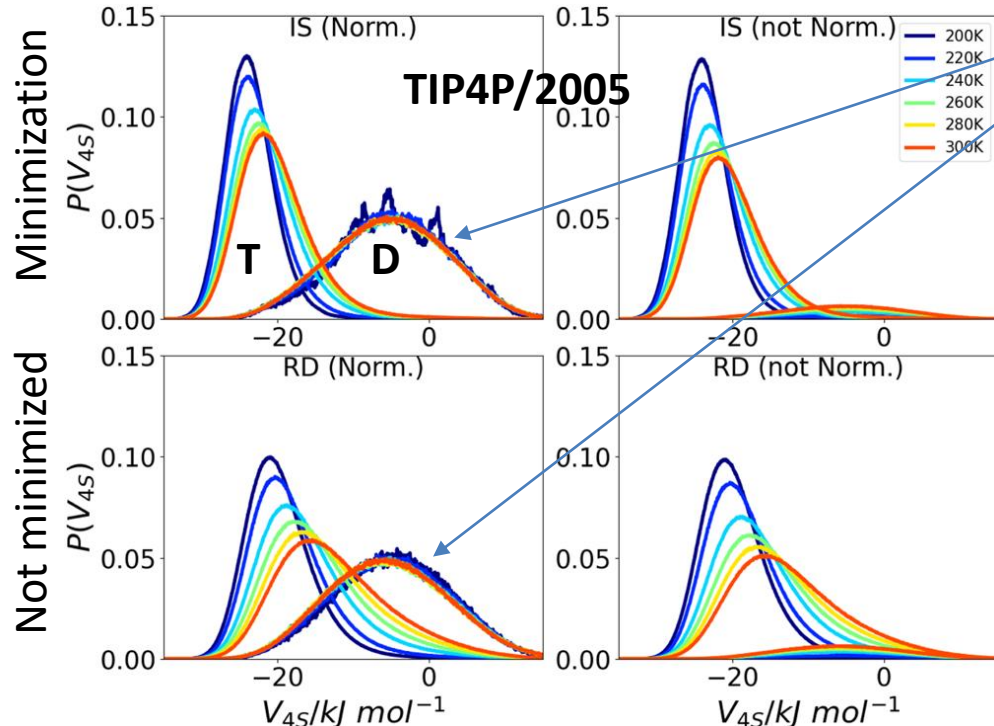 Minimization
Not minimized
TIP4P/2005
IS (Norm.)
0.15
0.10
0.05
0.00
P(V4S)
−20
0
T
D
IS (not Norm.)
0.15
0.10
0.05
0.00
−20
0
200K
220K
240K
260K
280K
300K
RD (Norm.)
0.15
0.10
0.05
0.00
P(V4S)
−20
0
V4S/kJ mol−1
RD (not Norm.)
0.15
0.10
0.05
0.00
−20
0
V4S/kJ mol−1